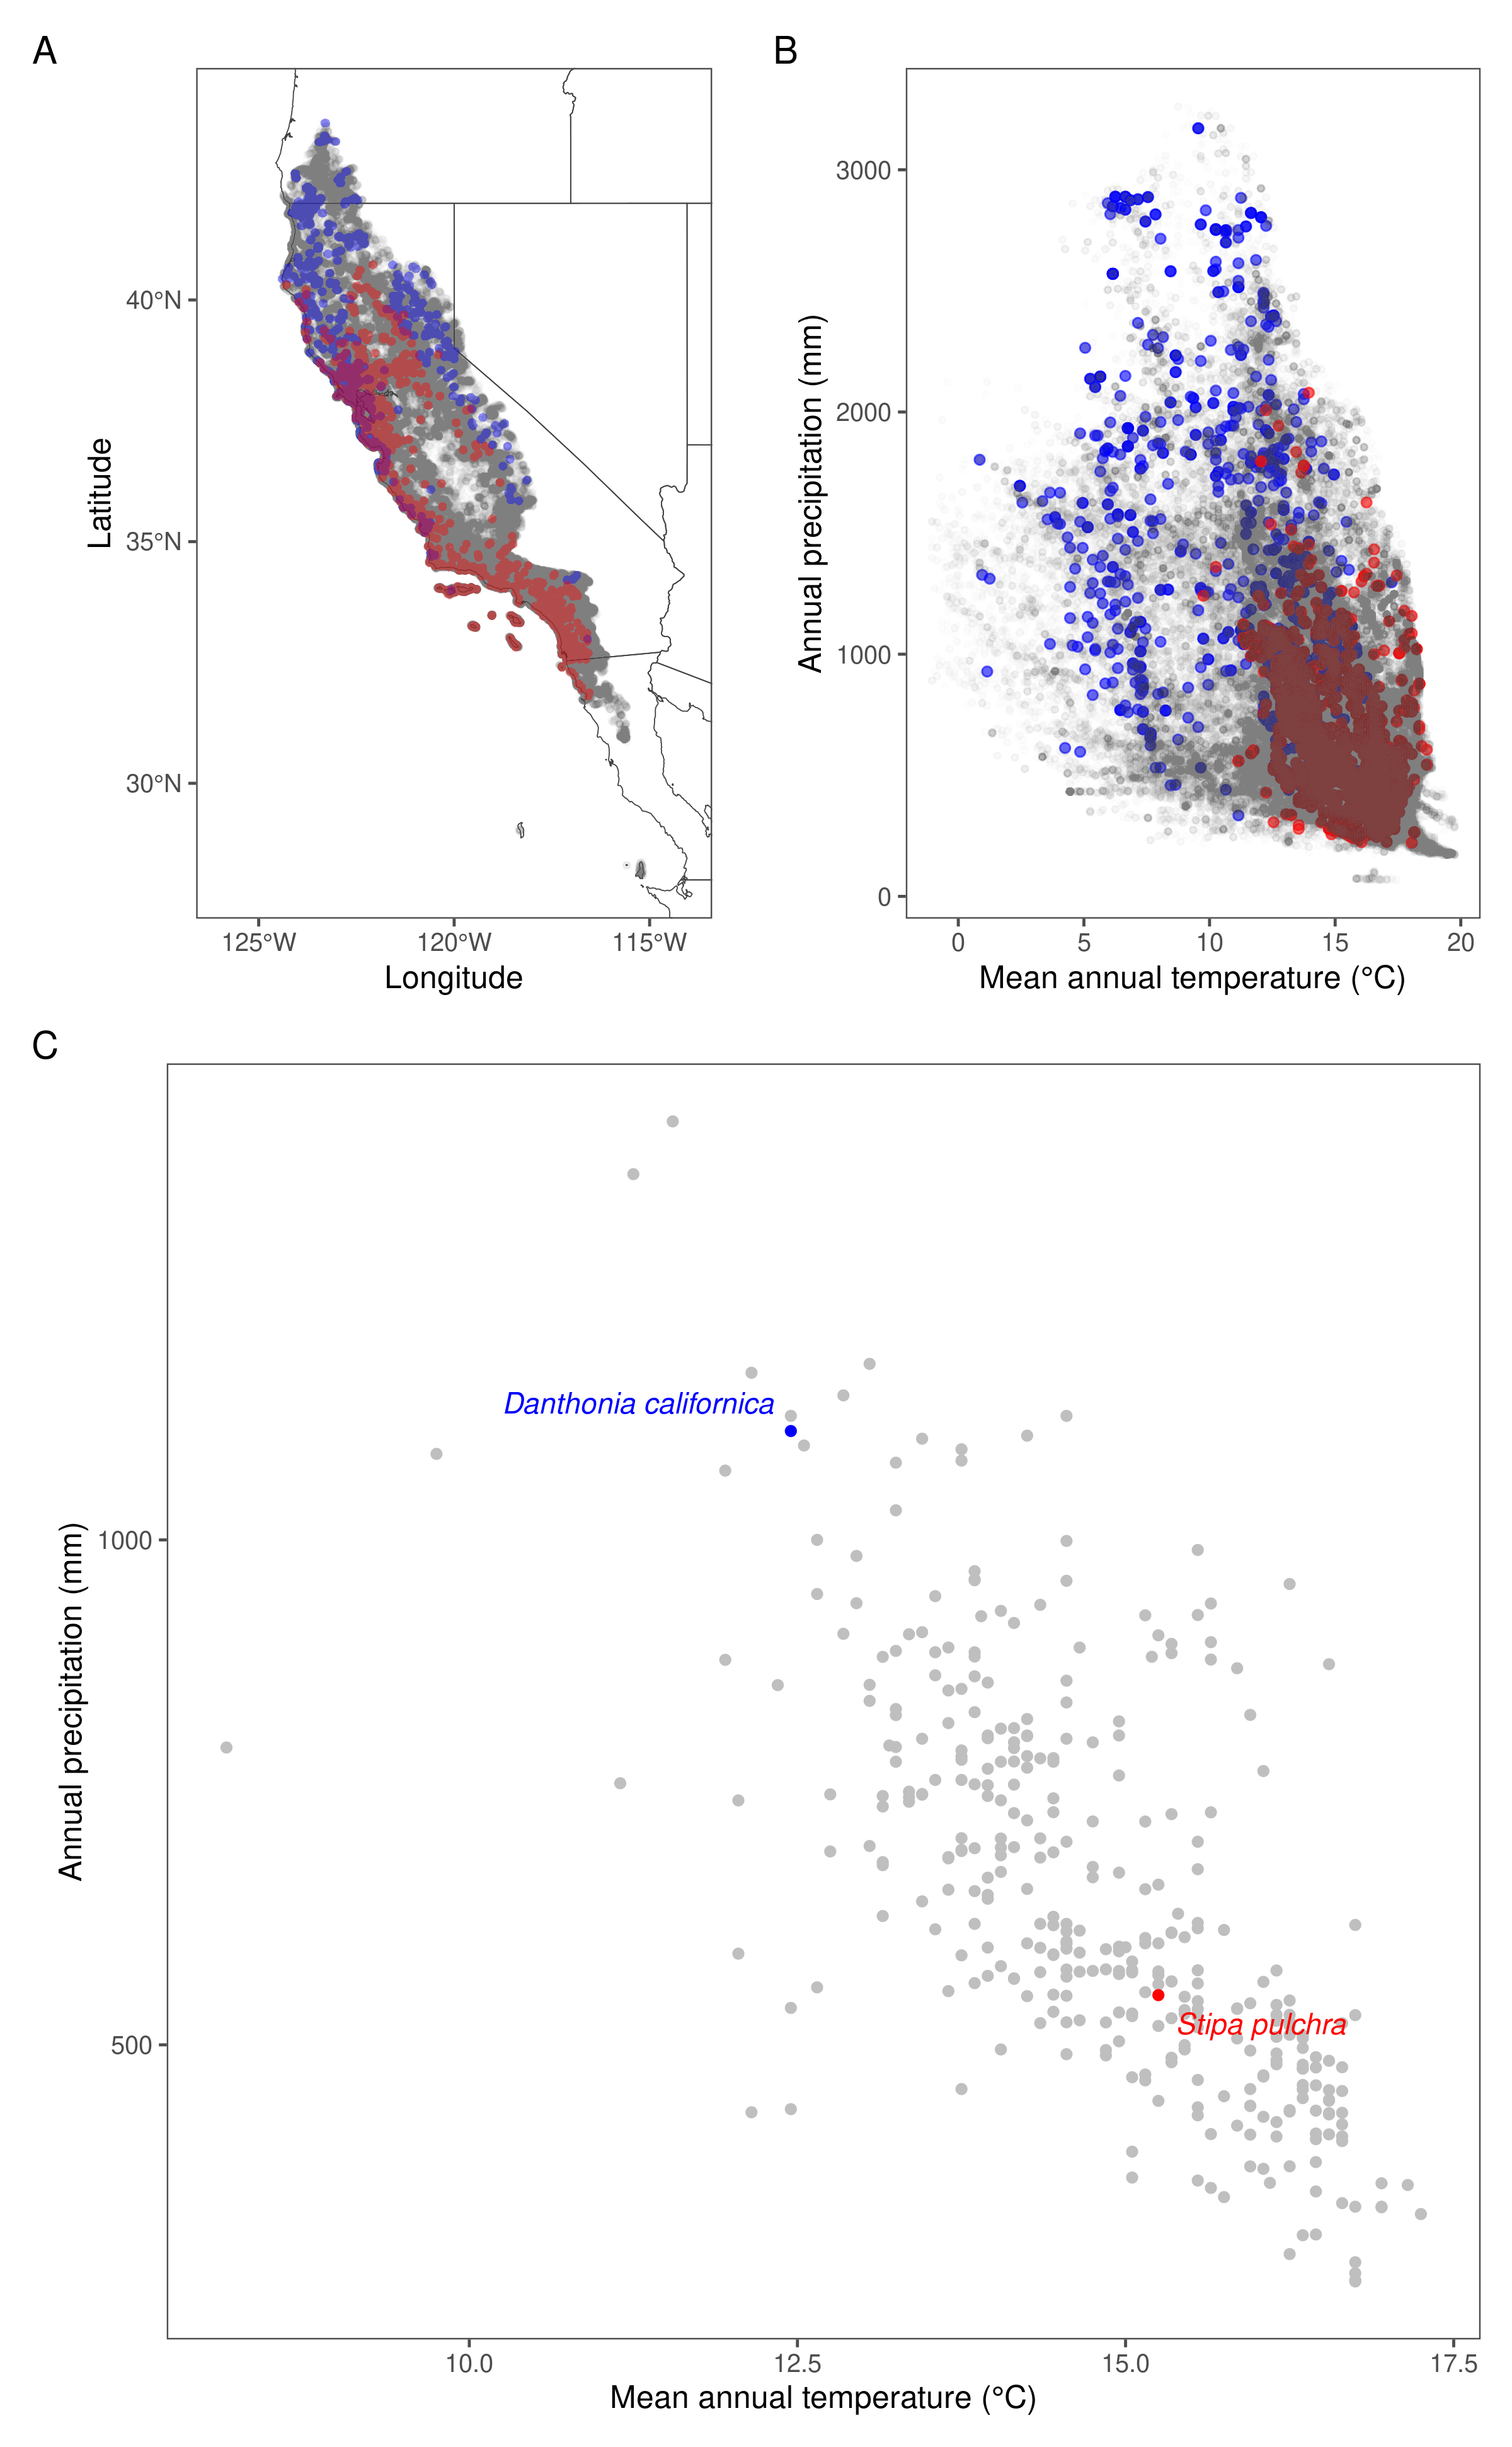 A
B
40°N
35°N
30°N
Latitude
125°W
120°W
115°W
Longitude
3000
2000
1000
0
Annual precipitation (mm)
0
5
10
15
20
Mean annual temperature (°C)
C
Danthonia californica
Stipa pulchra
1000
500
Annual precipitation (mm)
10.0
12.5
15.0
17.5
Mean annual temperature (°C)